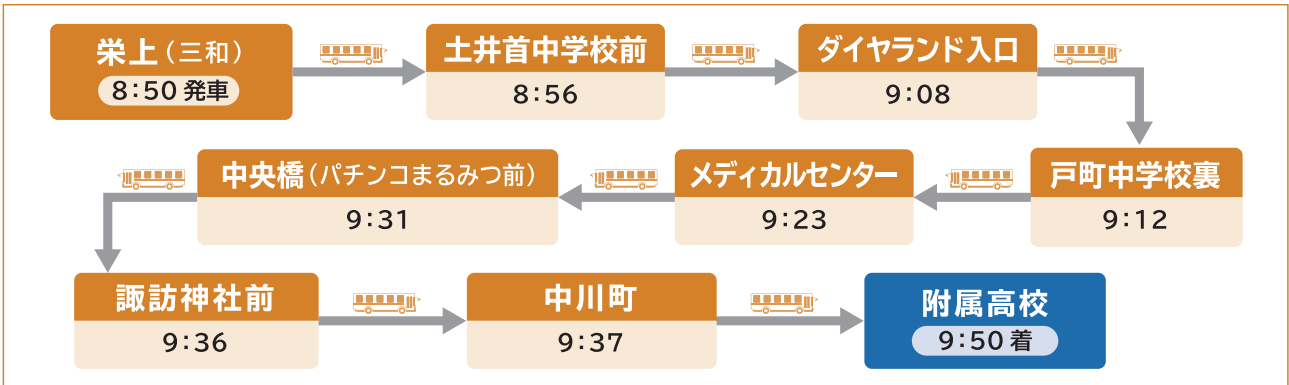 栄上（三和）
8：50 発車
土井首中学校前
8：56
ダイヤランド入口
9：08
戸町中学校裏
9：12
メディカルセンター
9：23
中央橋（パチンコまるみつ前）
9：31
諏訪神社前
9：36
中川町
9：37
附属高校
9：50 着